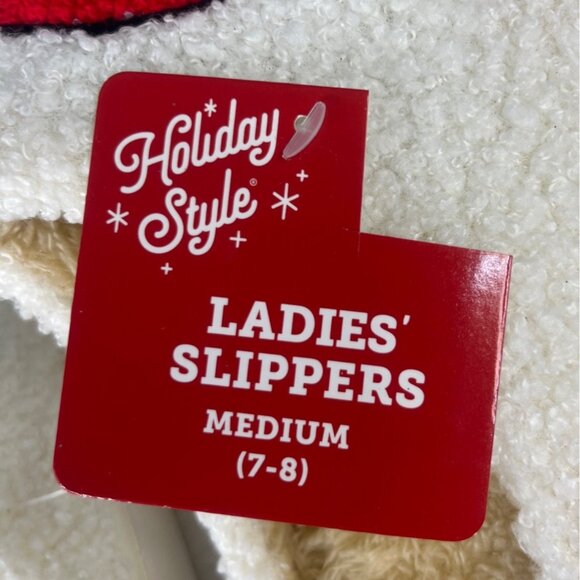 Holiday
Style®
LADIES'
SLIPPERS
MEDIUM
(7-8)